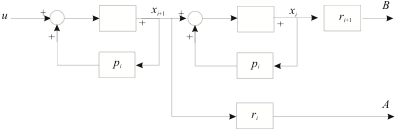 u + x_{i+1} + x_i r_{i+1} B
+ + + +
p_i p_i
r_i A